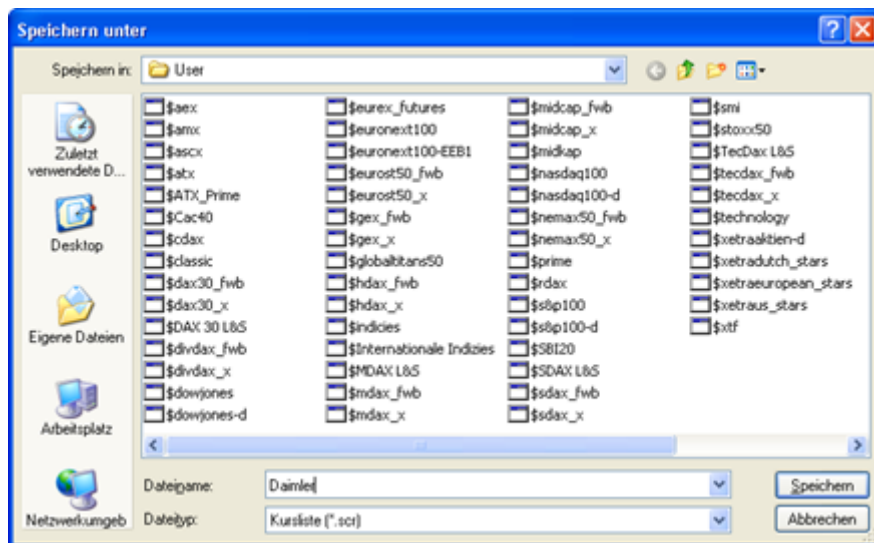 Speichern unter
Speichern in: User
Zuletzt verwendete D...
Desktop
Eigene Dateien
Arbeitsplatz
Netzwerkumgeb
$aex
$amx
$ascx
$atx
$ATX_Prime
$Cac40
$cdax
$classic
$dax30_fwb
$dax30_x
$DAX 30 L&S
$divdax_fwb
$divdax_x
$dowjones
$dowjones-d
$eurex_futures
$euronext100
$euronext100-EEB1
$eurost50_fwb
$eurost50_x
$gex_fwb
$gex_x
$globaltitans50
$hdax_fwb
$hdax_x
$indicies
$Internationale Indizies
$MDAX L&S
$mdax_fwb
$mdax_x
$midcap_fwb
$midcap_x
$midkap
$nasdaq100
$nasdaq100-d
$nemax50_fwb
$nemax50_x
$prime
$rdax
$s&p100
$s&p100-d
$SBI20
$SDAX L&S
$sdax_fwb
$sdax_x
$smi
$stoxx50
$TecDax L&S
$tecdax_fwb
$tecdax_x
$technology
$xetraaktien-d
$xetradutch_stars
$xetraeuropean_stars
$xetraus_stars
$xtf
Dateiname: Daimler
Speichern
Dateityp: Kursliste (*.scr)
Abbrechen